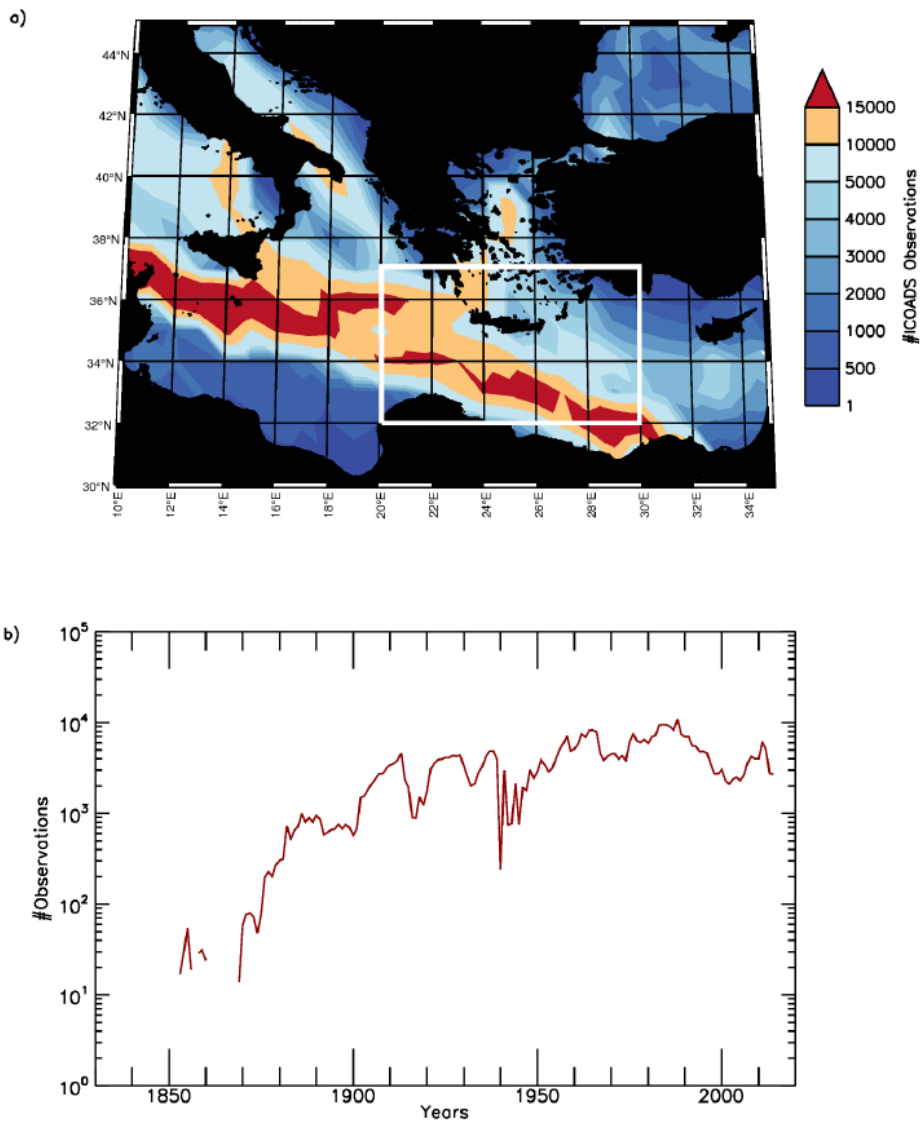 a)
44°N
42°N
40°N
38°N
36°N
34°N
32°N
30°N
10°E
12°E
14°E
16°E
18°E
20°E
22°E
24°E
26°E
28°E
30°E
32°E
34°E
15000
10000
5000
4000
3000
2000
1000
500
1
#ICOADS Observations
b)
10⁵
10⁴
10³
10²
10¹
10⁰
#Observations
1850 1900 1950 2000
Years